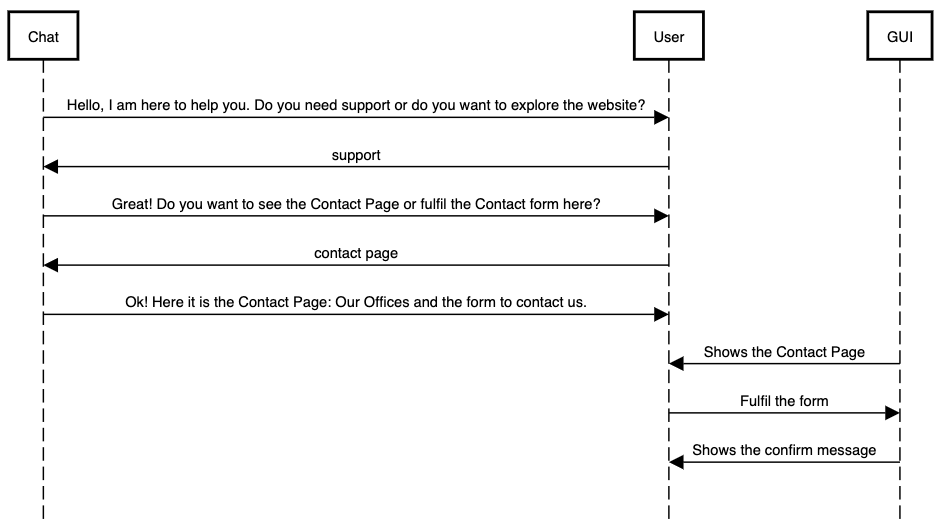 Chat
User
GUI
Hello, I am here to help you. Do you need support or do you want to explore the website?
support
Great! Do you want to see the Contact Page or fulfil the Contact form here?
contact page
Ok! Here it is the Contact Page: Our Offices and the form to contact us.
Shows the Contact Page
Fulfil the form
Shows the confirm message